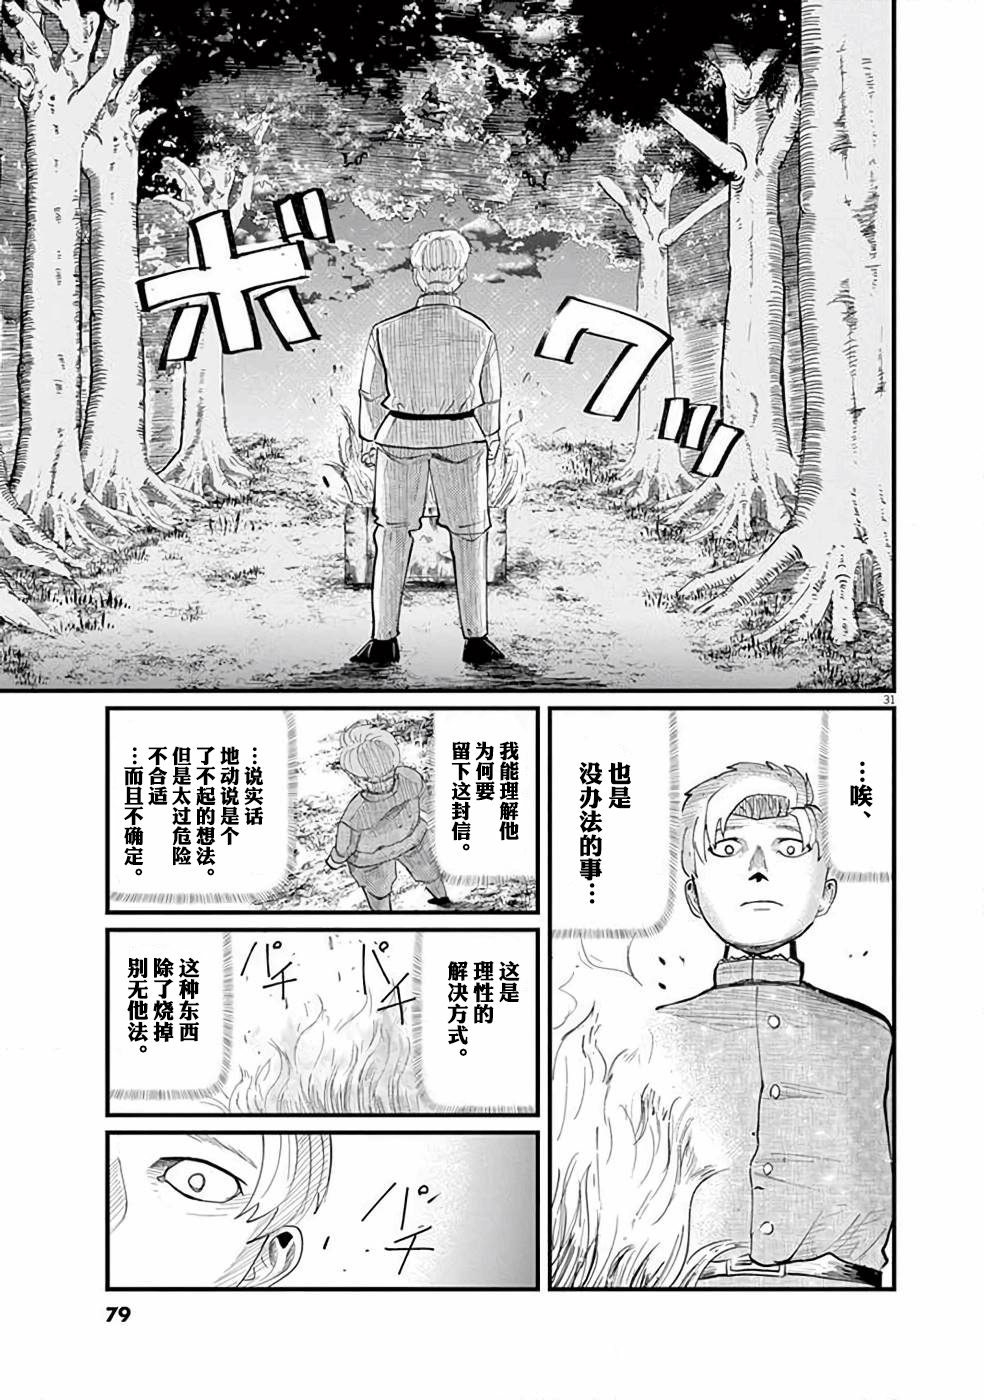 ボワッ
31
…唉、
也是
没办法的事…
我能理解他
为何要
留下这封信。
…说实话
地动说是个
了不起的想法。
但是太过危险
不合适
…而且不确定。
这是
理性的
解决方式。
这种东西
除了烧掉
别无他法。
パチ
パチ
パチ
79